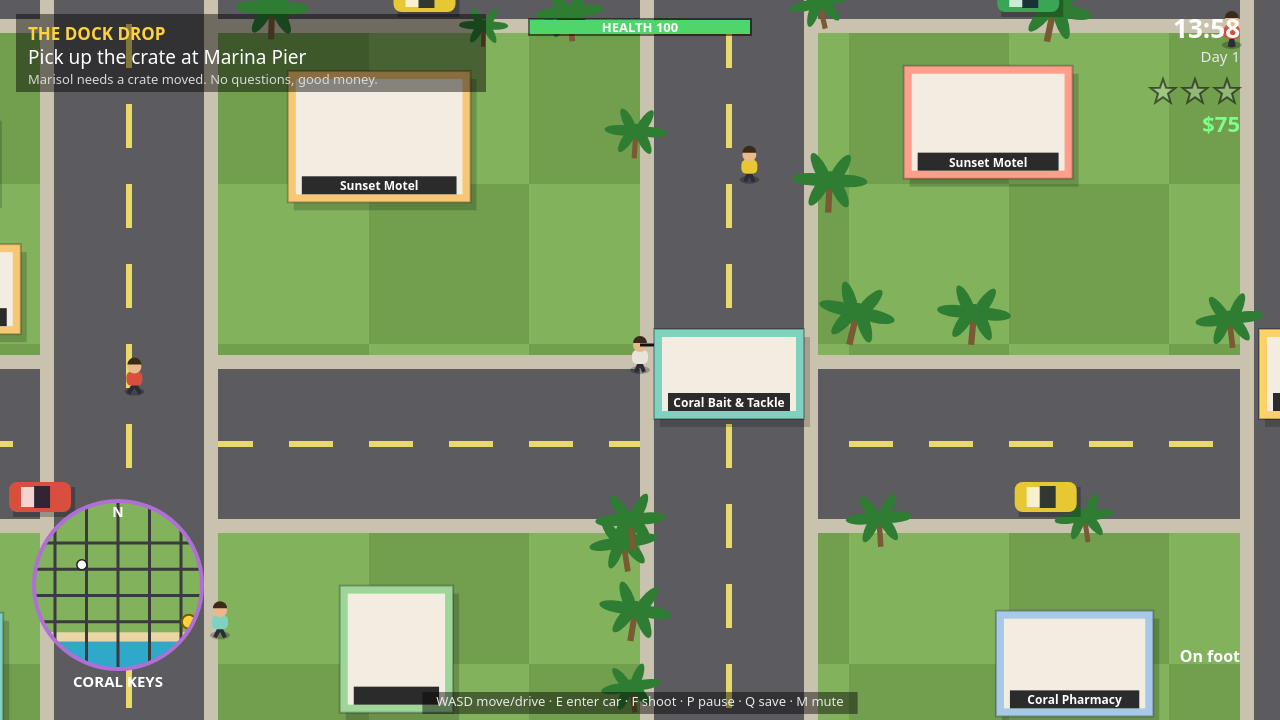 THE DOCK DROP
Pick up the crate at Marina Pier
Marisol needs a crate moved. No questions, good money.
HEALTH 100
13:58
Day 1
$75
Sunset Motel
Sunset Motel
Coral Bait & Tackle
N
CORAL KEYS
On foot
Coral Pharmacy
WASD move/drive · E enter car · F shoot · P pause · Q save · M mute